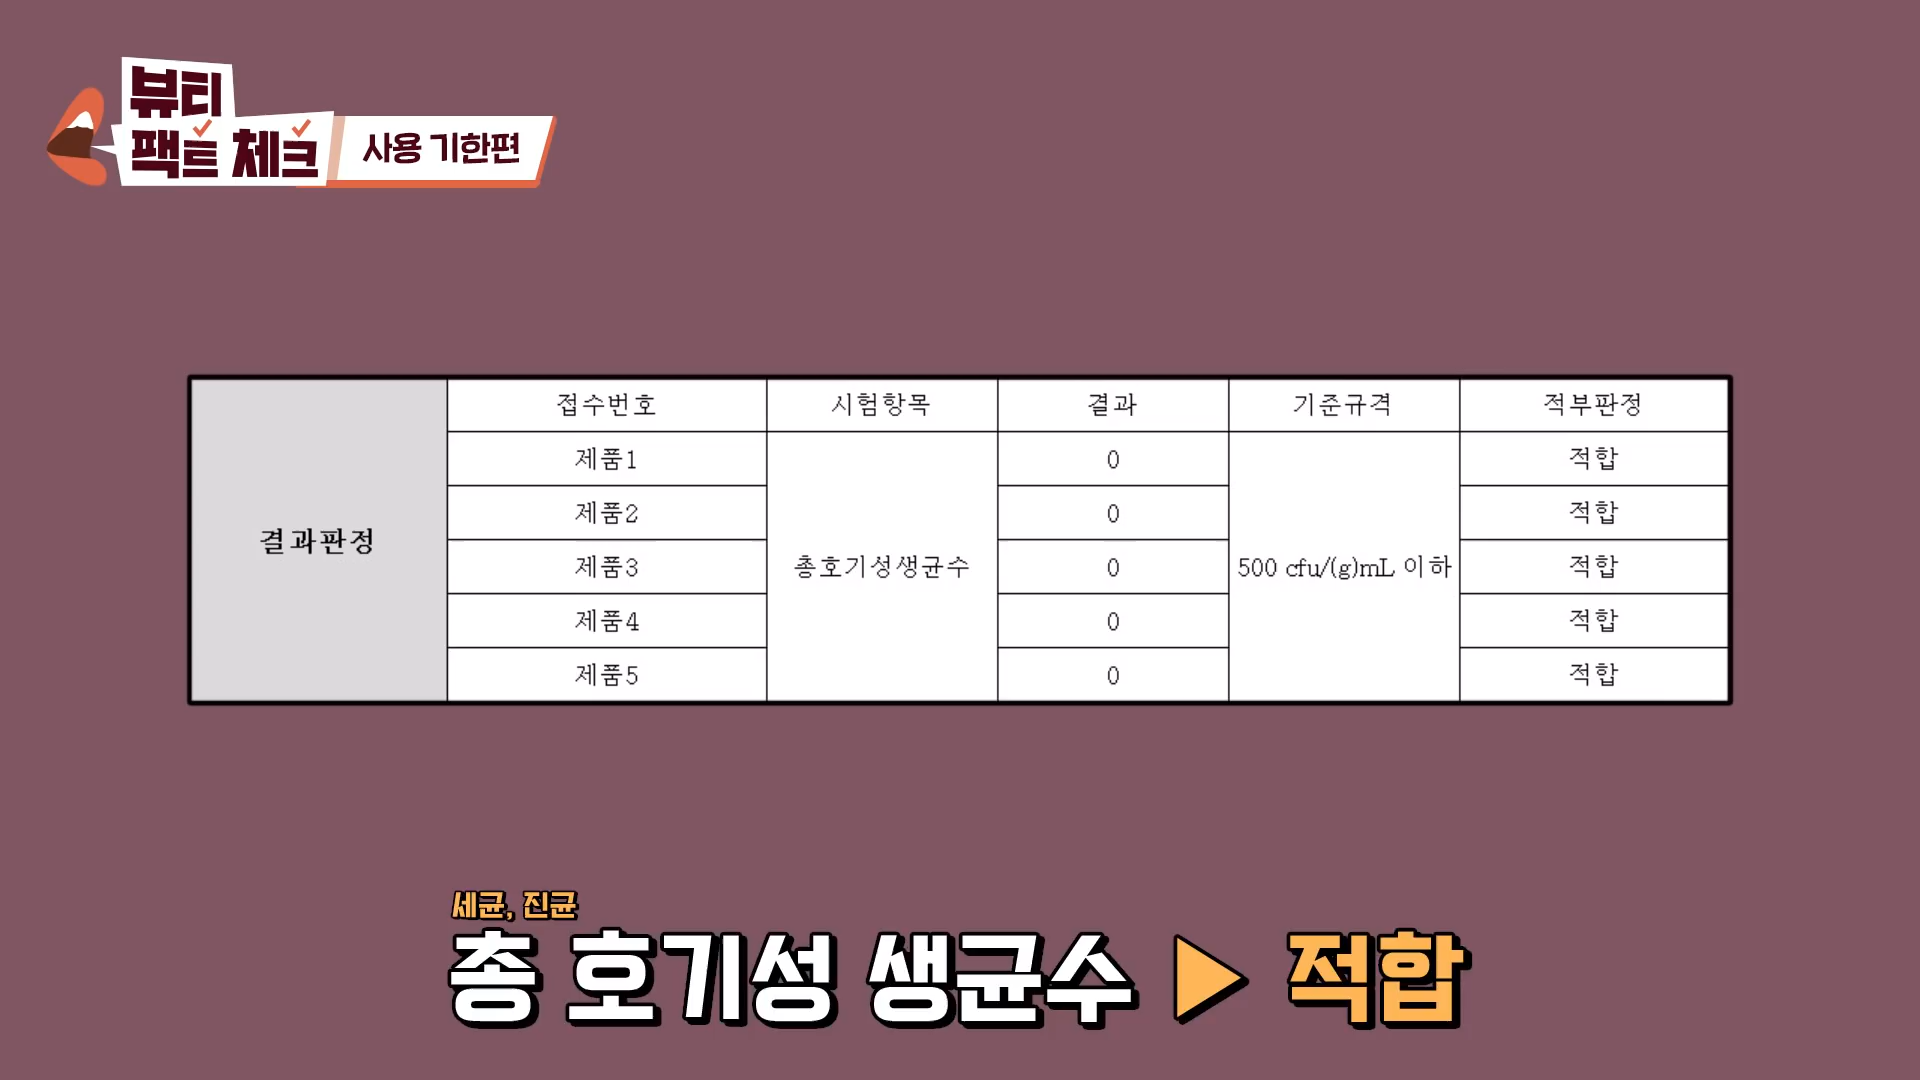 뷰티
팩트 체크
사용 기한편
결과판정 접수번호 시험항목 결과 기준규격 적부판정
제품1 총호기성생균수 0 500 cfu/(g)mL 이하 적합
제품2 0 적합
제품3 0 적합
제품4 0 적합
제품5 0 적합
세균, 진균
총 호기성 생균수 ▶ 적합